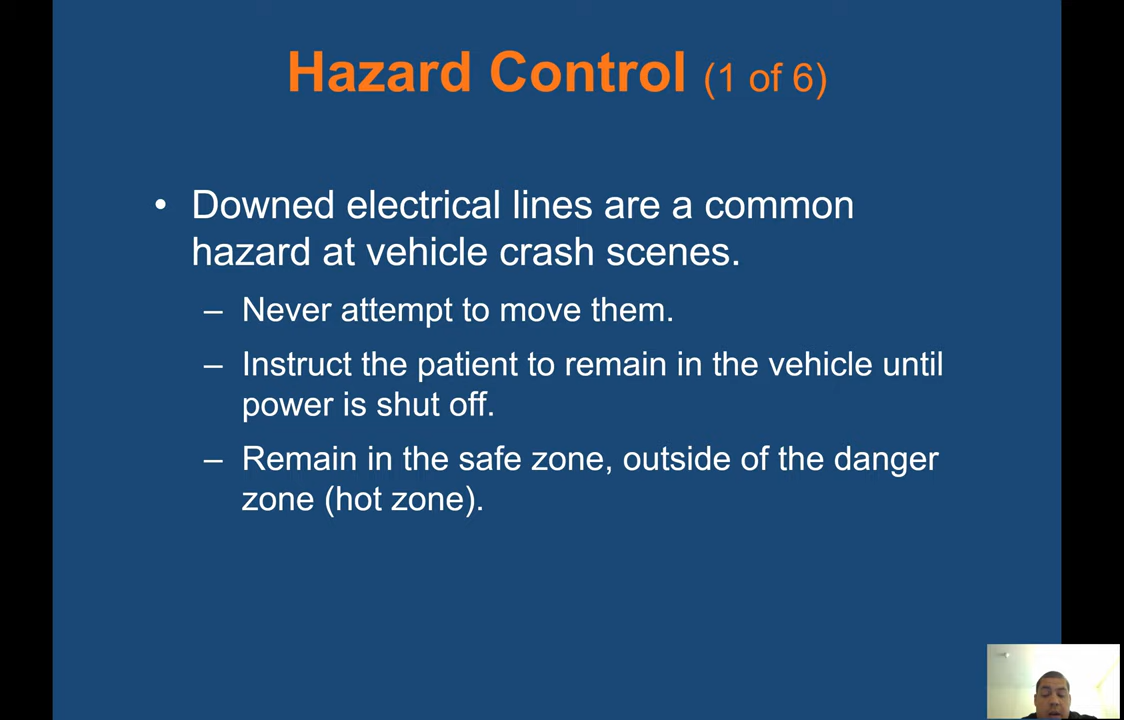 Hazard Control (1 of 6)
• Downed electrical lines are a common
hazard at vehicle crash scenes.
– Never attempt to move them.
– Instruct the patient to remain in the vehicle until
power is shut off.
– Remain in the safe zone, outside of the danger
zone (hot zone).